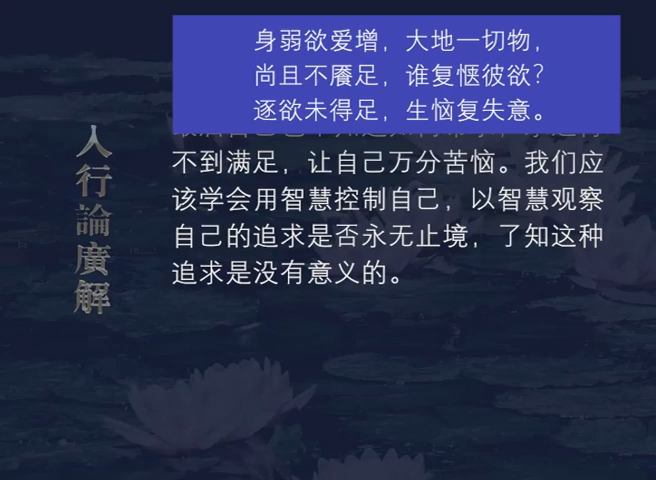 身弱欲爱增，大地一切物，
尚且不餍足，谁复惬彼欲？
逐欲未得足，生恼复失意。
不到满足，让自己万分苦恼。我们应
该学会用智慧控制自己，以智慧观察
自己的追求是否永无止境，了知这种
追求是没有意义的。
入行論廣解